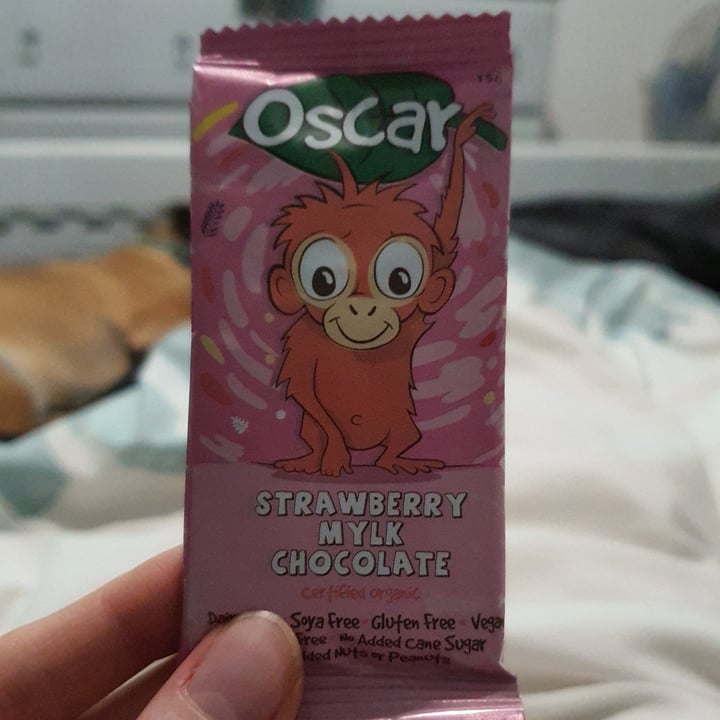 Oscar
STRAWBERRY
MYLK
CHOCOLATE
Certified organic
Soya Free Gluten Free Vegan
Free No Added Cane Sugar
Nuts or Peanuts